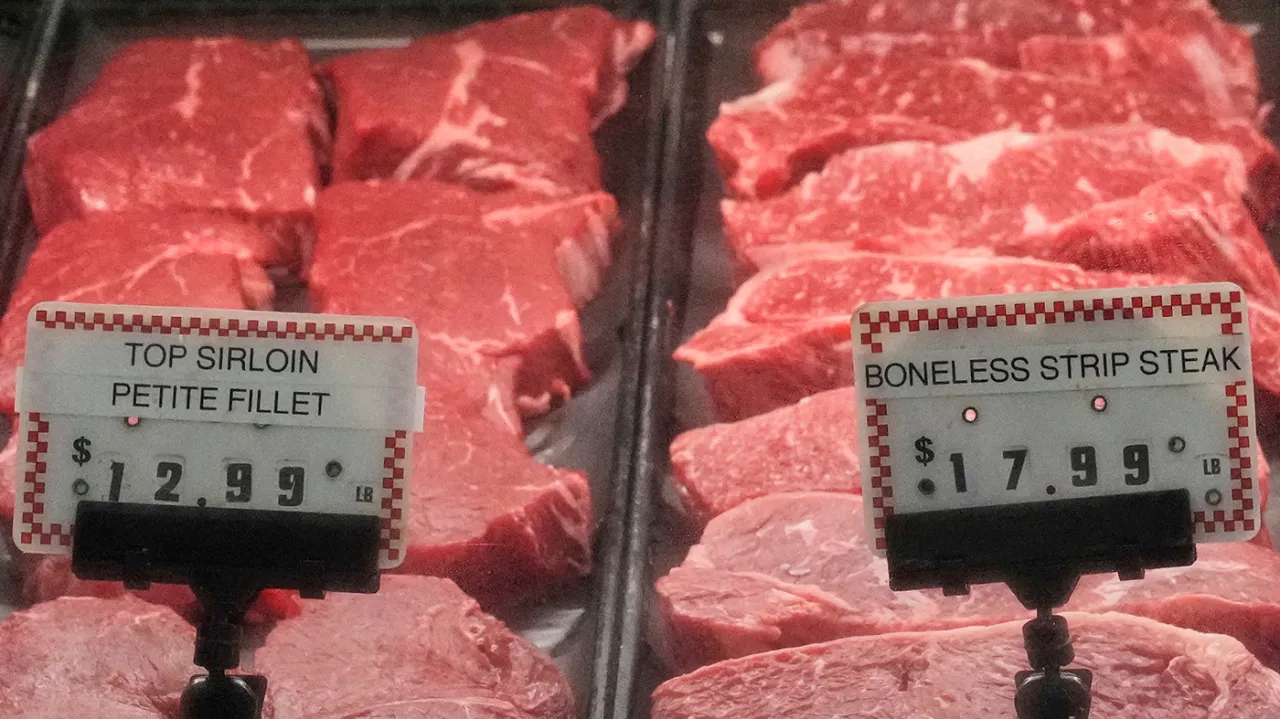 TOP SIRLOIN
PETITE FILLET
$12.99 LB
BONELESS STRIP STEAK
$17.99 LB